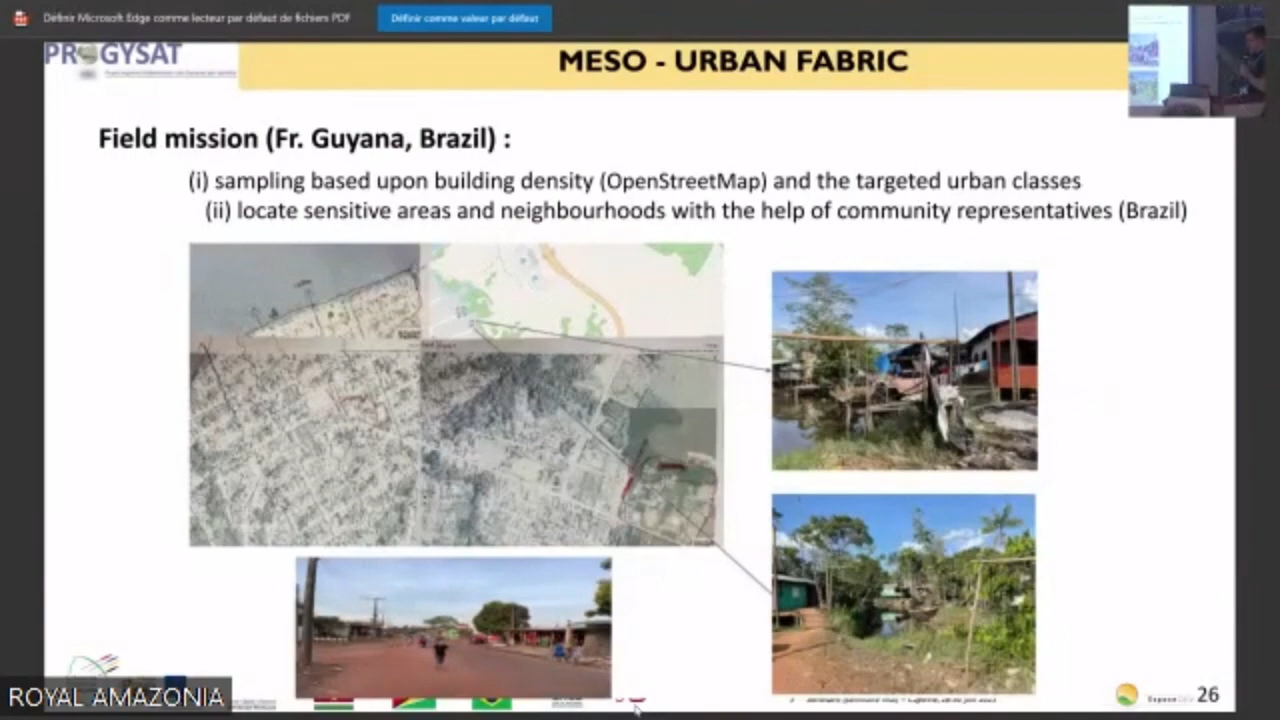 Définir Microsoft Edge comme lecteur par défaut de fichiers PDF
Définir comme valeur par défaut
PROGYSAT
MESO - URBAN FABRIC
Field mission (Fr. Guyana, Brazil) :
(i) sampling based upon building density (OpenStreetMap) and the targeted urban classes
(ii) locate sensitive areas and neighbourhoods with the help of community representatives (Brazil)
ROYAL AMAZONIA
26